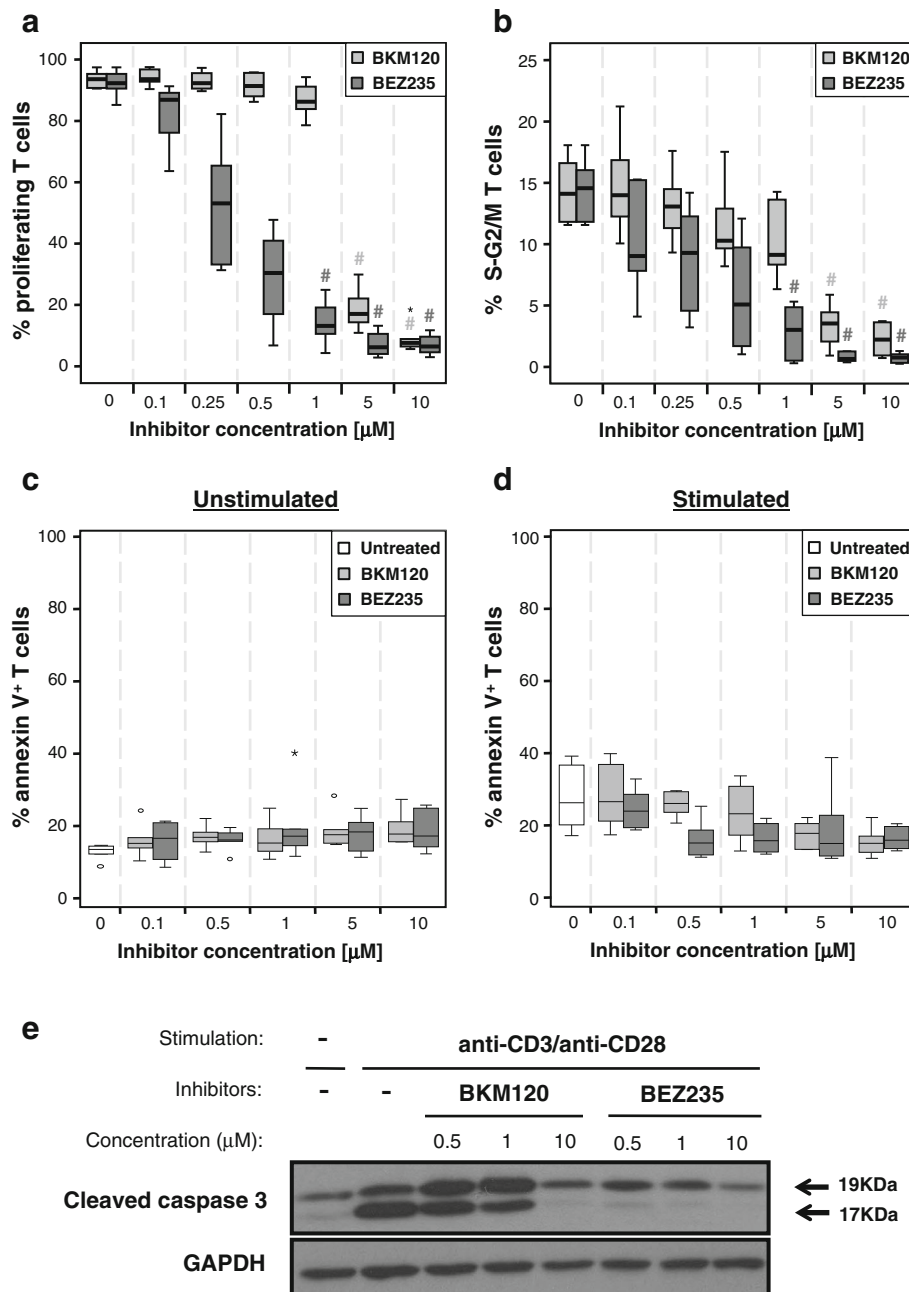 a
BKM120
BEZ235
% proliferating T cells
100
80
60
40
20
0
#
#
#
*
#
#
0 0.1 0.25 0.5 1 5 10
Inhibitor concentration [µM]
b
BKM120
BEZ235
% S-G2/M T cells
25
20
15
10
5
0
#
#
#
#
#
0 0.1 0.25 0.5 1 5 10
Inhibitor concentration [µM]
c
Unstimulated
Untreated
BKM120
BEZ235
% annexin V+ T cells
100
80
60
40
20
0
*
0 0.1 0.5 1 5 10
Inhibitor concentration [µM]
d
Stimulated
Untreated
BKM120
BEZ235
% annexin V+ T cells
100
80
60
40
20
0
0 0.1 0.5 1 5 10
Inhibitor concentration [µM]
e
Stimulation: - anti-CD3/anti-CD28
Inhibitors: - - BKM120 BEZ235
Concentration (µM): 0.5 1 10 0.5 1 10
Cleaved caspase 3
19KDa
17KDa
GAPDH